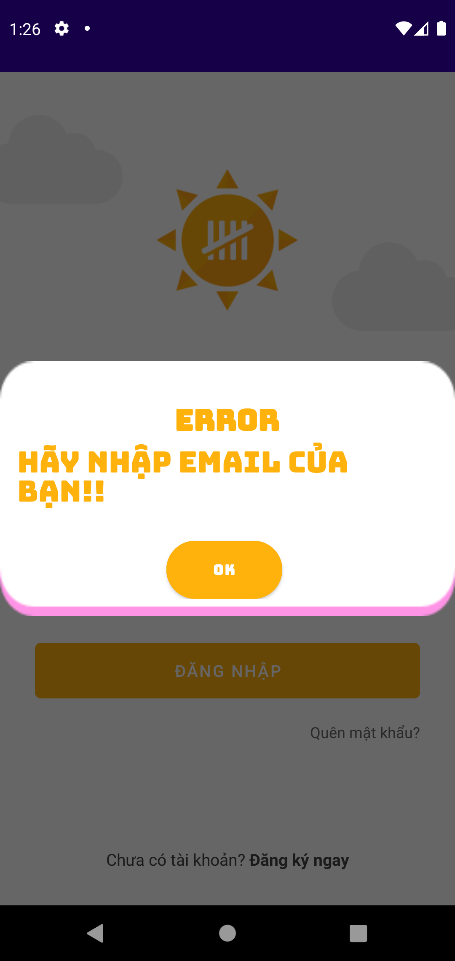 1:26
ERROR
HÃY NHẬP EMAIL CỦA
BẠN!!
OK
ĐĂNG NHẬP
Quên mật khẩu?
Chưa có tài khoản? Đăng ký ngay